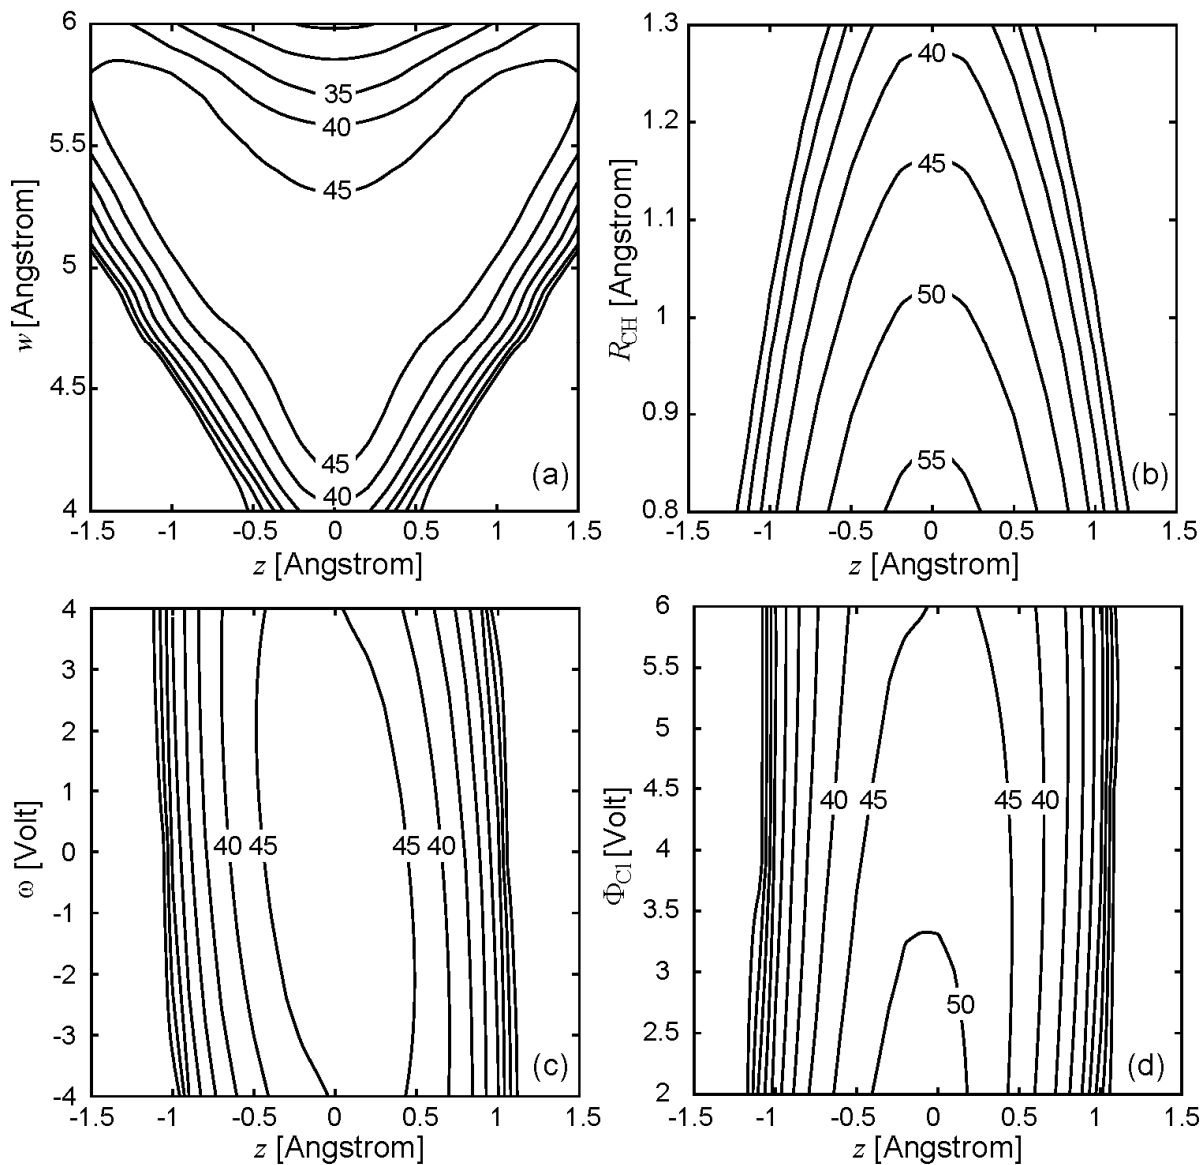 6
5.5
5
4.5
4
w [Angstrom]
35
40
45
45
40
(a)
-1.5 -1 -0.5 0 0.5 1 1.5
z [Angstrom]
1.3
1.2
1.1
1
0.9
0.8
R_CH [Angstrom]
40
45
50
55
(b)
-1.5 -1 -0.5 0 0.5 1 1.5
z [Angstrom]
4
3
2
1
0
-1
-2
-3
-4
ω [Volt]
40 45 45 40
(c)
-1.5 -1 -0.5 0 0.5 1 1.5
z [Angstrom]
6
5.5
5
4.5
4
3.5
3
2.5
2
Φ_C1 [Volt]
40 45 45 40
50
(d)
-1.5 -1 -0.5 0 0.5 1 1.5
z [Angstrom]